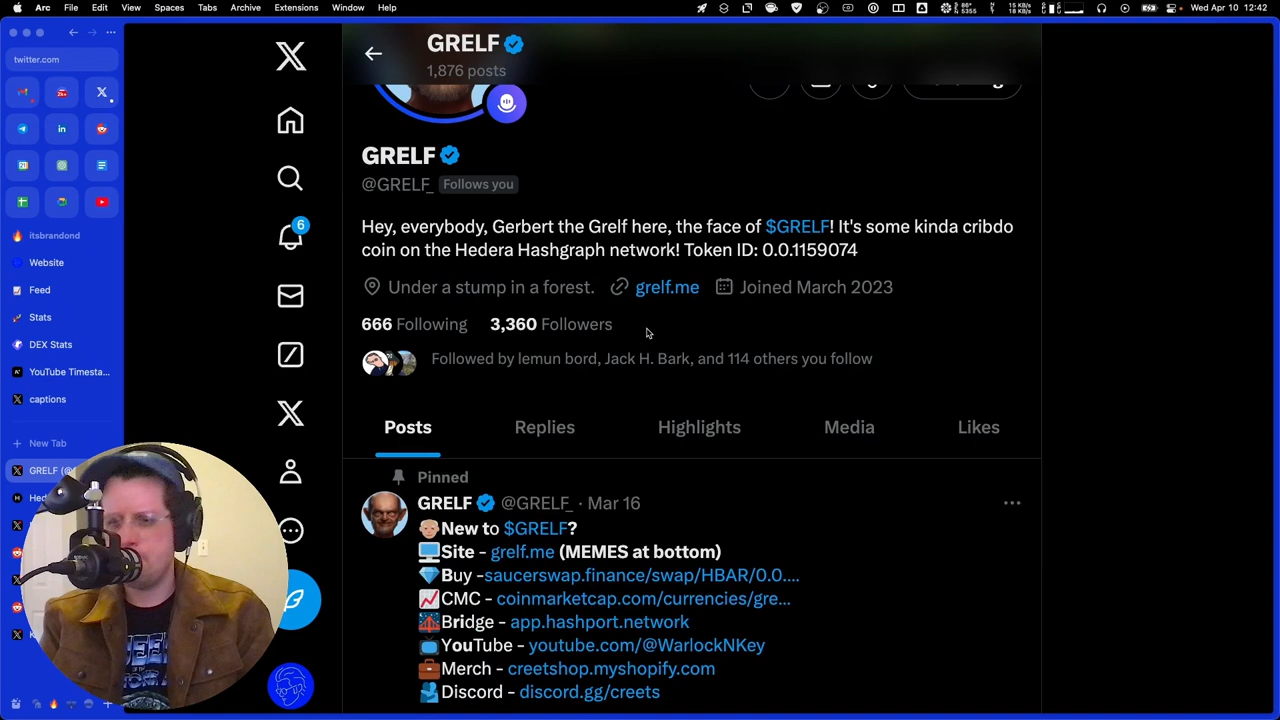 Arc File Edit View Spaces Tabs Archive Extensions Window Help
Wed Apr 10 12:42
twitter.com
itsbrandond
Website
Feed
Stats
DEX Stats
YouTube Timesta...
captions
New Tab
GRELF (@
Hed
6
GRELF
1,876 posts
GRELF
@GRELF_ Follows you
Hey, everybody, Gerbert the Grelf here, the face of $GRELF! It's some kinda cribdo
coin on the Hedera Hashgraph network! Token ID: 0.0.1159074
Under a stump in a forest. grelf.me Joined March 2023
666 Following 3,360 Followers
Followed by lemun bord, Jack H. Bark, and 114 others you follow
Posts Replies Highlights Media Likes
Pinned
GRELF @GRELF_ · Mar 16
New to $GRELF?
Site - grelf.me (MEMES at bottom)
Buy -saucerswap.finance/swap/HBAR/0.0....
CMC - coinmarketcap.com/currencies/gre...
Bridge - app.hashport.network
YouTube - youtube.com/@WarlockNKey
Merch - creetshop.myshopify.com
Discord - discord.gg/creets